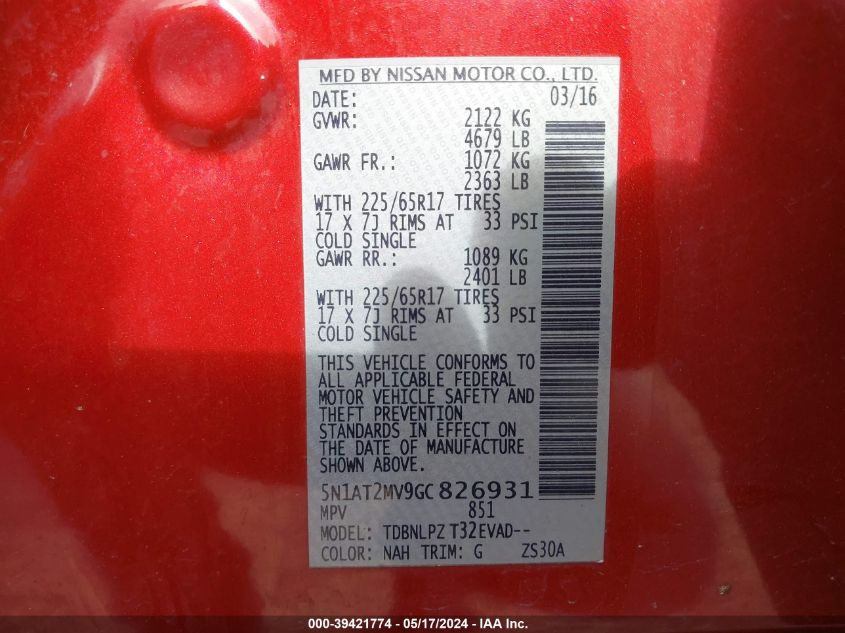 MFD BY NISSAN MOTOR CO., LTD.
DATE: 03/16
GVWR: 2122 KG
4679 LB
GAWR FR.: 1072 KG
2363 LB
WITH 225/65R17 TIRES
17 X 7J RIMS AT 33 PSI
COLD SINGLE
GAWR RR.: 1089 KG
2401 LB
WITH 225/65R17 TIRES
17 X 7J RIMS AT 33 PSI
COLD SINGLE
THIS VEHICLE CONFORMS TO
ALL APPLICABLE FEDERAL
MOTOR VEHICLE SAFETY AND
THEFT PREVENTION
STANDARDS IN EFFECT ON
THE DATE OF MANUFACTURE
SHOWN ABOVE.
5N1AT2MV9GC826931
MPV 851
MODEL: TDBNLPZ T32EVAD--
COLOR: NAH TRIM: G ZS30A
000-39421774 - 05/17/2024 - IEA Inc.